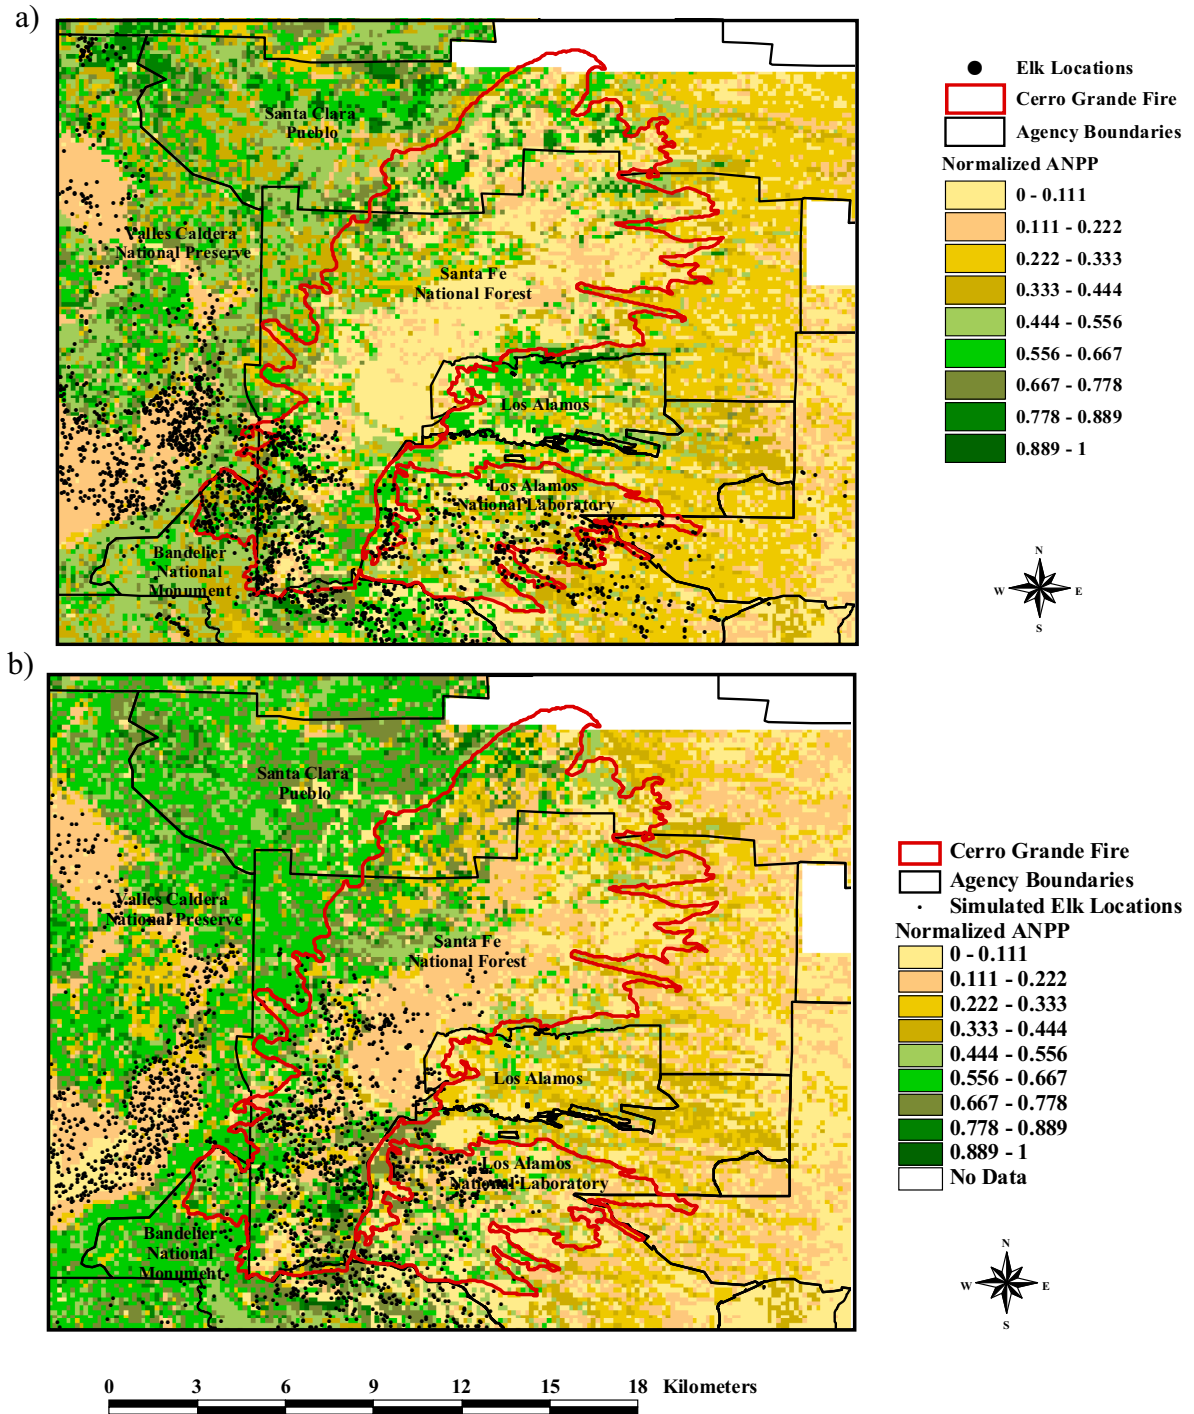 a)
Santa Clara
Pueblo
Valles Caldera
National Preserve
Santa Fe
National Forest
Los Alamos
Los Alamos
National Laboratory
Bandelier
National
Monument
Elk Locations
Cerro Grande Fire
Agency Boundaries
Normalized ANPP
0 - 0.111
0.111 - 0.222
0.222 - 0.333
0.333 - 0.444
0.444 - 0.556
0.556 - 0.667
0.667 - 0.778
0.778 - 0.889
0.889 - 1
N
W E
S
b)
Santa Clara
Pueblo
Valles Caldera
National Preserve
Santa Fe
National Forest
Los Alamos
Los Alamos
National Laboratory
Bandelier
National
Monument
Cerro Grande Fire
Agency Boundaries
Simulated Elk Locations
Normalized ANPP
0 - 0.111
0.111 - 0.222
0.222 - 0.333
0.333 - 0.444
0.444 - 0.556
0.556 - 0.667
0.667 - 0.778
0.778 - 0.889
0.889 - 1
No Data
N
W E
S
0 3 6 9 12 15 18 Kilometers